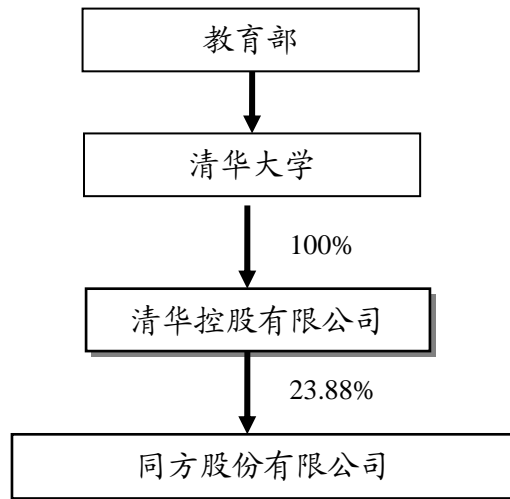 教育部
清华大学
100%
清华控股有限公司
23.88%
同方股份有限公司